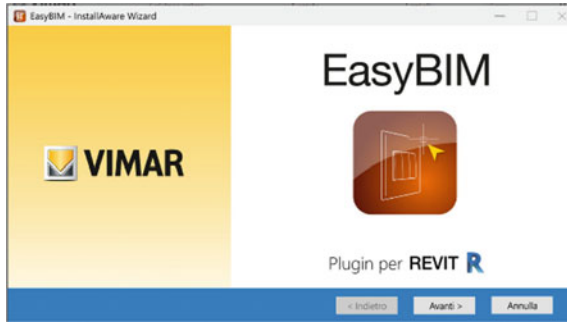 EasyBIM - InstallAware Wizard
EasyBIM
VIMAR
Plugin per REVIT R
< Indietro
Avanti >
Annulla